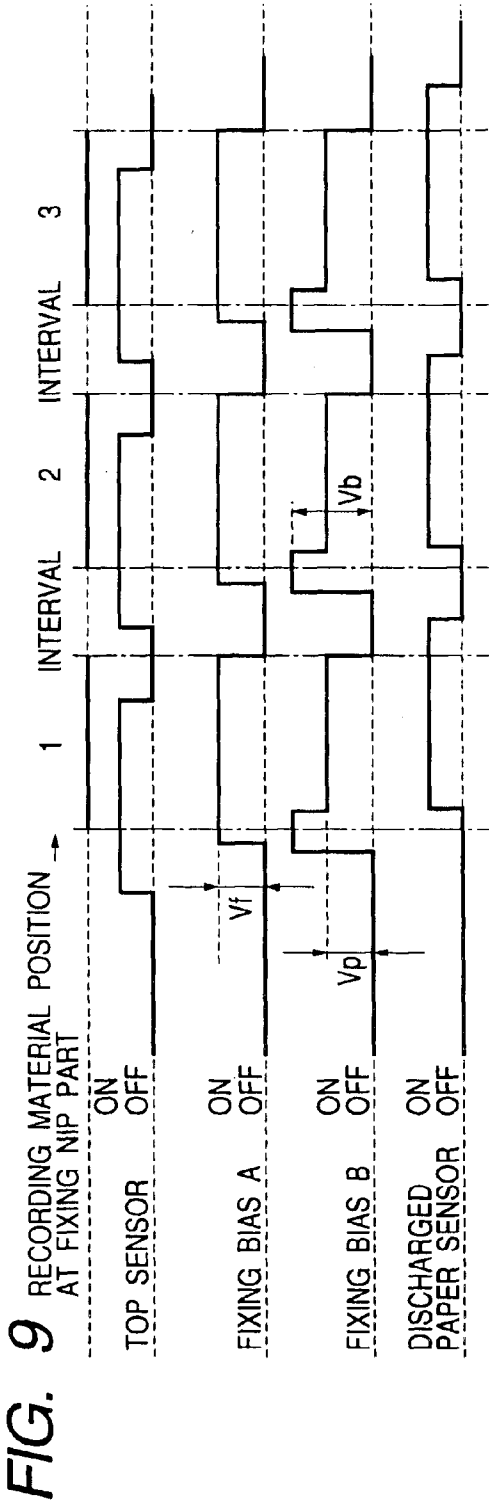 FIG. 9
RECORDING MATERIAL POSITION
AT FIXING NIP PART
1 INTERVAL 2 INTERVAL 3
TOP SENSOR
ON
OFF
FIXING BIAS A
ON
OFF
Vf
FIXING BIAS B
ON
OFF
Vp
Vb
DISCHARGED
PAPER SENSOR
ON
OFF